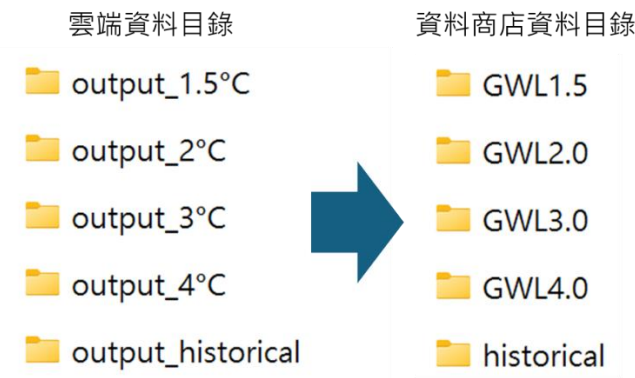 雲端資料目錄
output_1.5°C
output_2°C
output_3°C
output_4°C
output_historical
資料商店資料目錄
GWL1.5
GWL2.0
GWL3.0
GWL4.0
historical